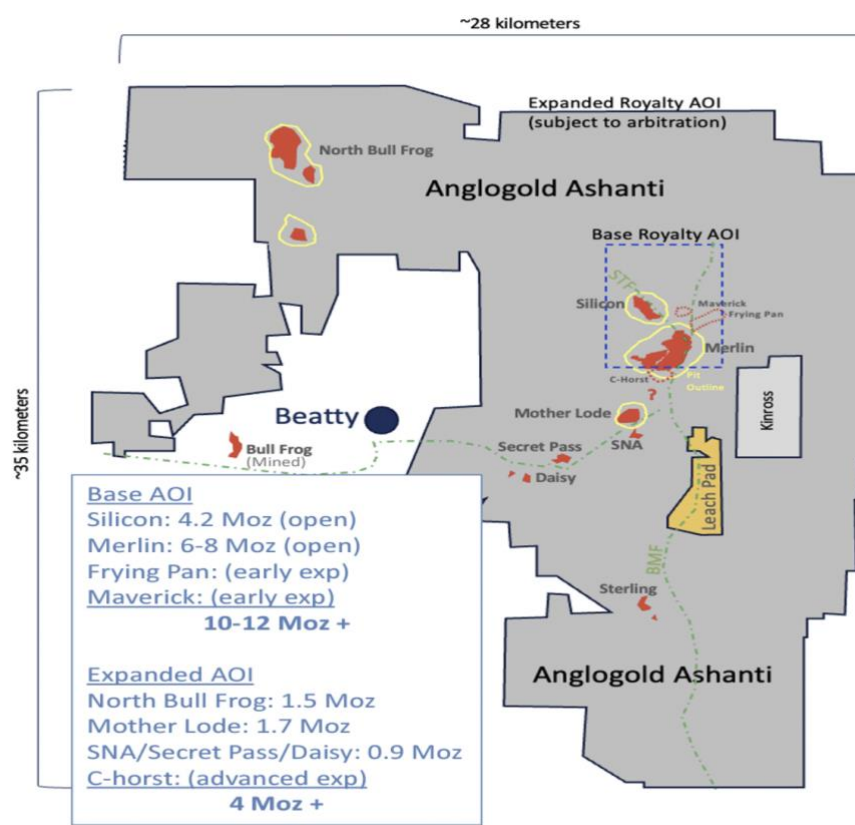 ~28 kilometers
Expanded Royalty AOI
(subject to arbitration)
North Bull Frog
Anglogold Ashanti
Base Royalty AOI
STF
Silicon
Maverick
Frying Pan
Merlin
C-Horst
Pit
Outline
?
Kinross
~35 kilometers
Beatty
Mother Lode
SNA
Bull Frog
(Mined)
Secret Pass
Daisy
Leach Pad
BMF
Sterling
Anglogold Ashanti
Base AOI
Silicon: 4.2 Moz (open)
Merlin: 6-8 Moz (open)
Frying Pan: (early exp)
Maverick: (early exp)
10-12 Moz +
Expanded AOI
North Bull Frog: 1.5 Moz
Mother Lode: 1.7 Moz
SNA/Secret Pass/Daisy: 0.9 Moz
C-horst: (advanced exp)
4 Moz +